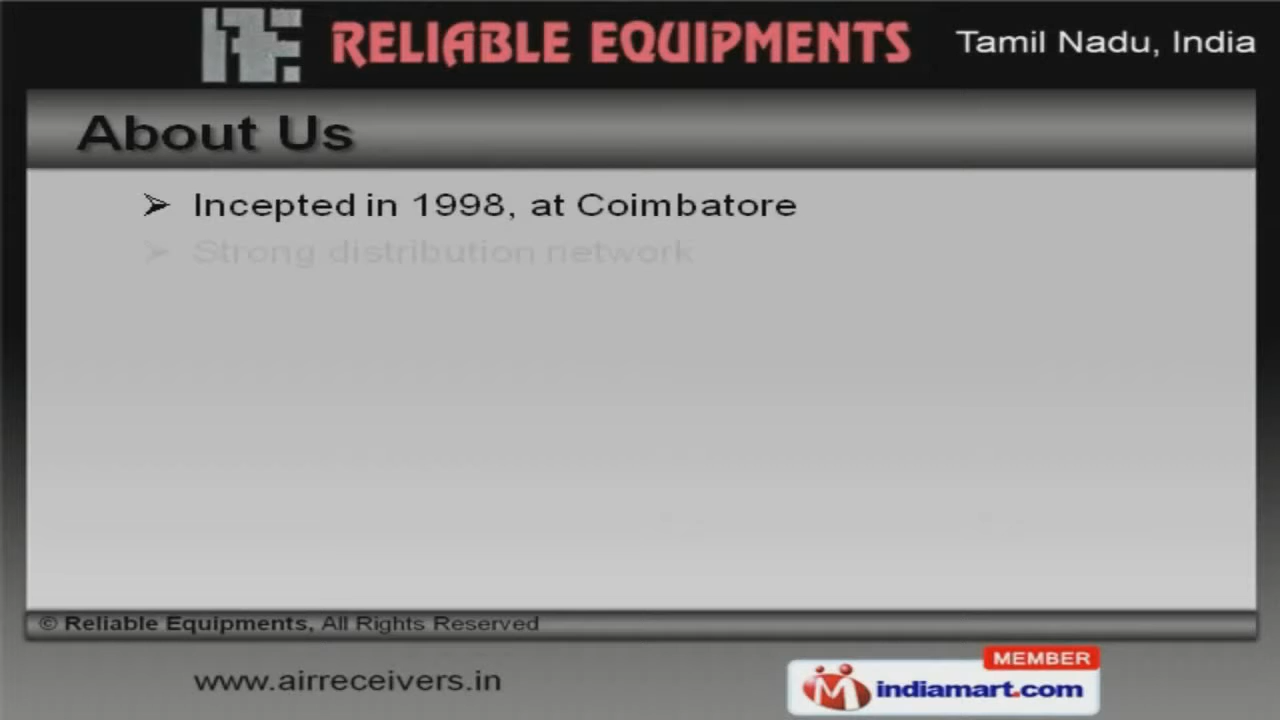 RELIABLE EQUIPMENTS
Tamil Nadu, India
About Us
➢ Incepted in 1998, at Coimbatore
➢ Strong distribution network
© Reliable Equipments, All Rights Reserved
www.airreceivers.in
MEMBER
indiamart.com